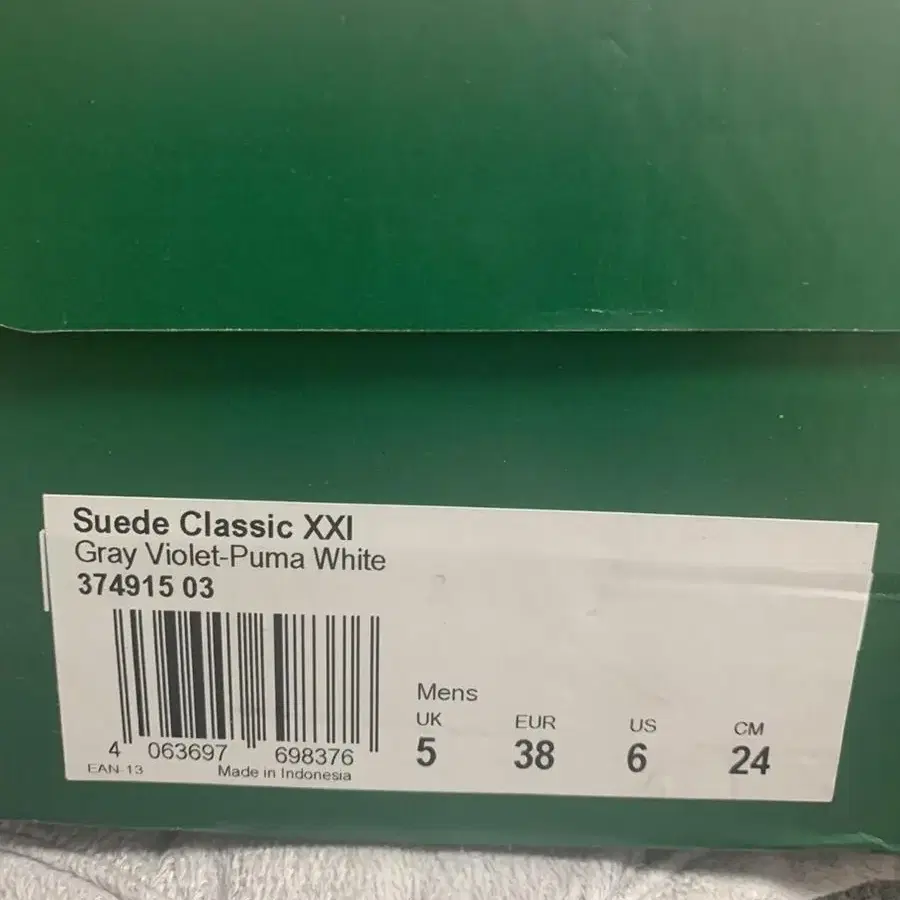 Suede Classic XXI
Gray Violet-Puma White
374915 03
4 063697 698376
EAN-13 Made in Indonesia
Mens
UK EUR US CM
5 38 6 24